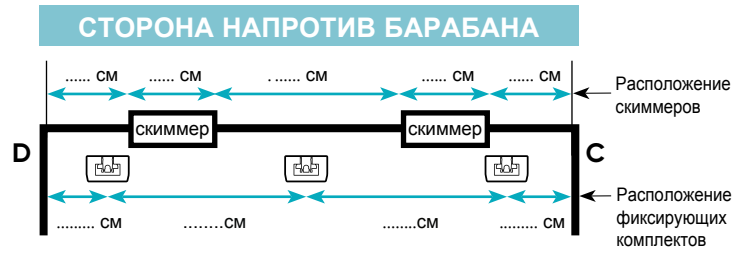 СТОРОНА НАПРОТИВ БАРАБАНА
...... см ...... см . ...... см ...... см ...... см
Расположение
скиммеров
скиммер скиммер
D C
Расположение
фиксирующих
комплектов
......... см ........см ........см ......... см